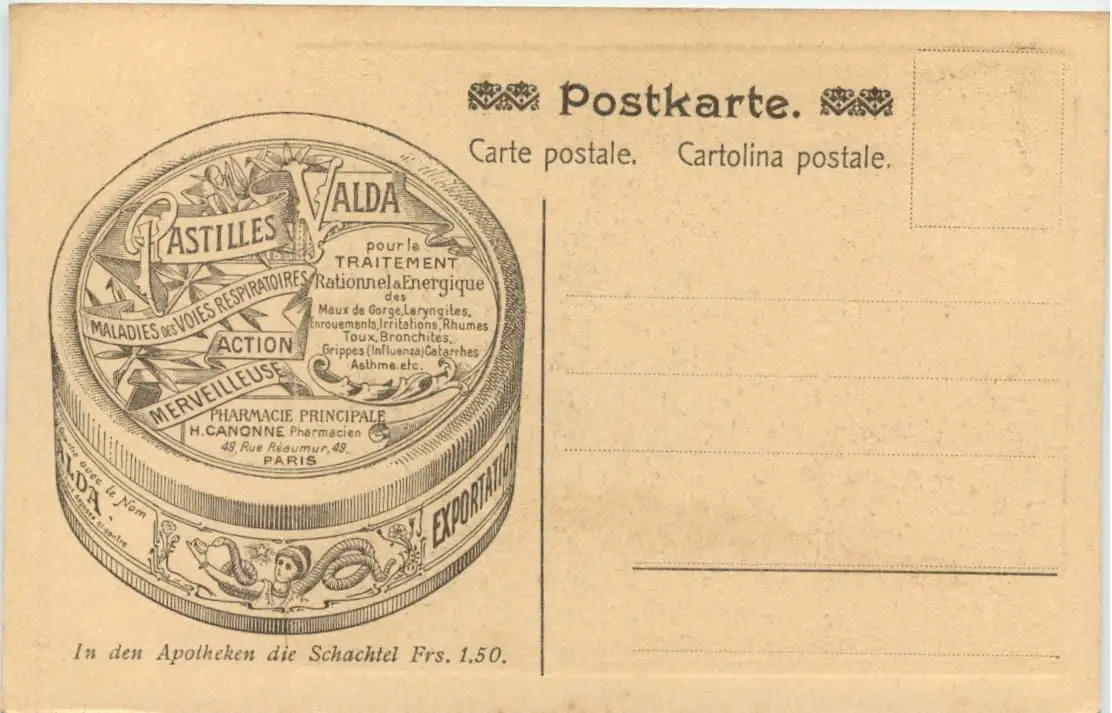 Postkarte.
Carte postale. Cartolina postale.
PASTILLES VALDA
MALADIES DES VOIES RESPIRATOIRES
ACTION
MERVEILLEUSE
pour le
TRAITEMENT
Rationnel & Energique
des
Maux de Gorge, Laryngites,
Enrouements, Irritations, Rhumes
Toux, Bronchites,
Grippes (Influenza) Catarrhes
Asthme. etc.
PHARMACIE PRINCIPALE
H. CANONNE Pharmacien
49, Rue Réaumur, 49.
PARIS
avec le Nom
ALDA
EXPORTATION
In den Apotheken die Schachtel Frs. 1.50.